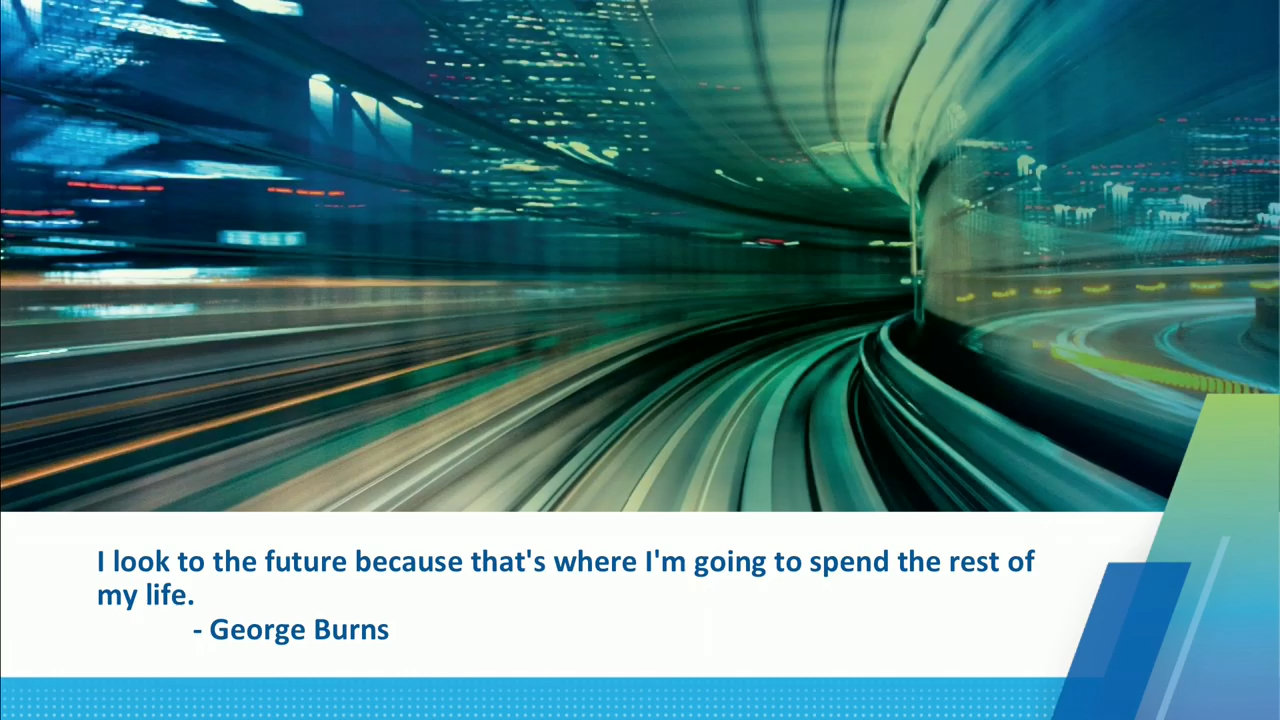 I look to the future because that's where I'm going to spend the rest of
my life.
- George Burns